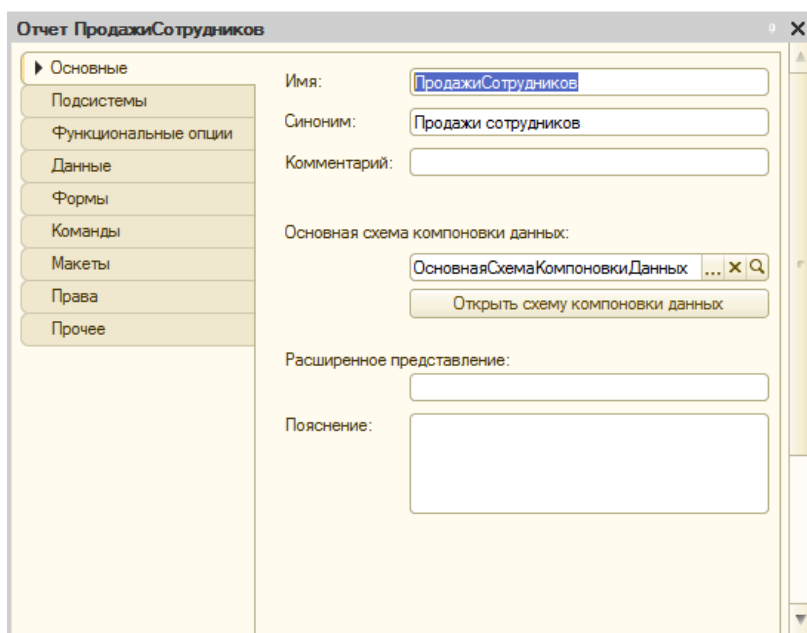 Отчет ПродажиСотрудников
Основные
Подсистемы
Функциональные опции
Данные
Формы
Команды
Макеты
Права
Прочее
Имя: ПродажиСотрудников
Синоним: Продажи сотрудников
Комментарий:
Основная схема компоновки данных:
ОсновнаяСхемаКомпоновкиДанных ...
Открыть схему компоновки данных
Расширенное представление:
Пояснение: